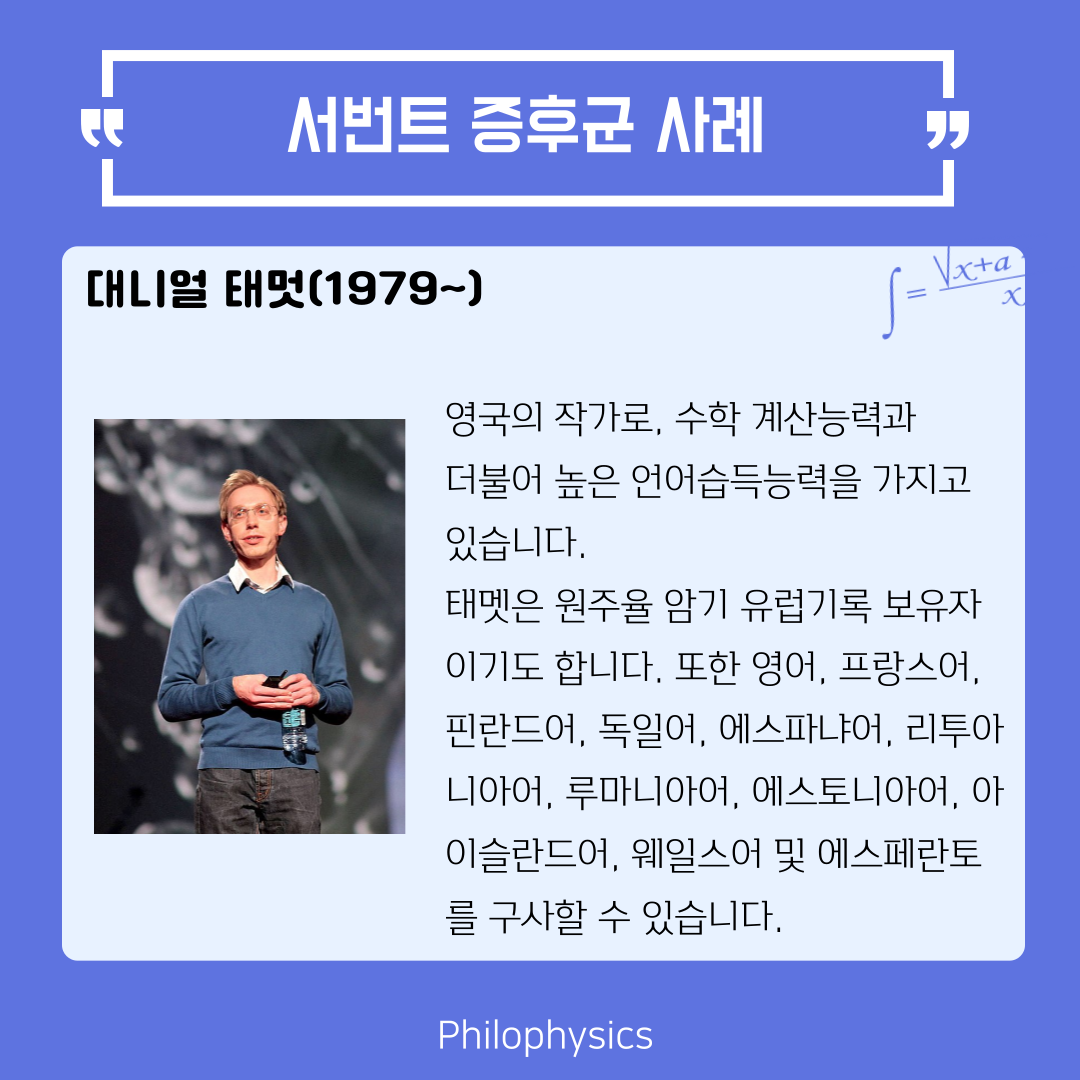 서번트 증후군 사례
대니얼 태멋(1979~)
∫= √x+a
x
영국의 작가로, 수학 계산능력과
더불어 높은 언어습득능력을 가지고
있습니다.
태멧은 원주율 암기 유럽기록 보유자
이기도 합니다. 또한 영어, 프랑스어,
핀란드어, 독일어, 에스파냐어, 리투아
니아어, 루마니아어, 에스토니아어, 아
이슬란드어, 웨일스어 및 에스페란토
를 구사할 수 있습니다.
Philophysics